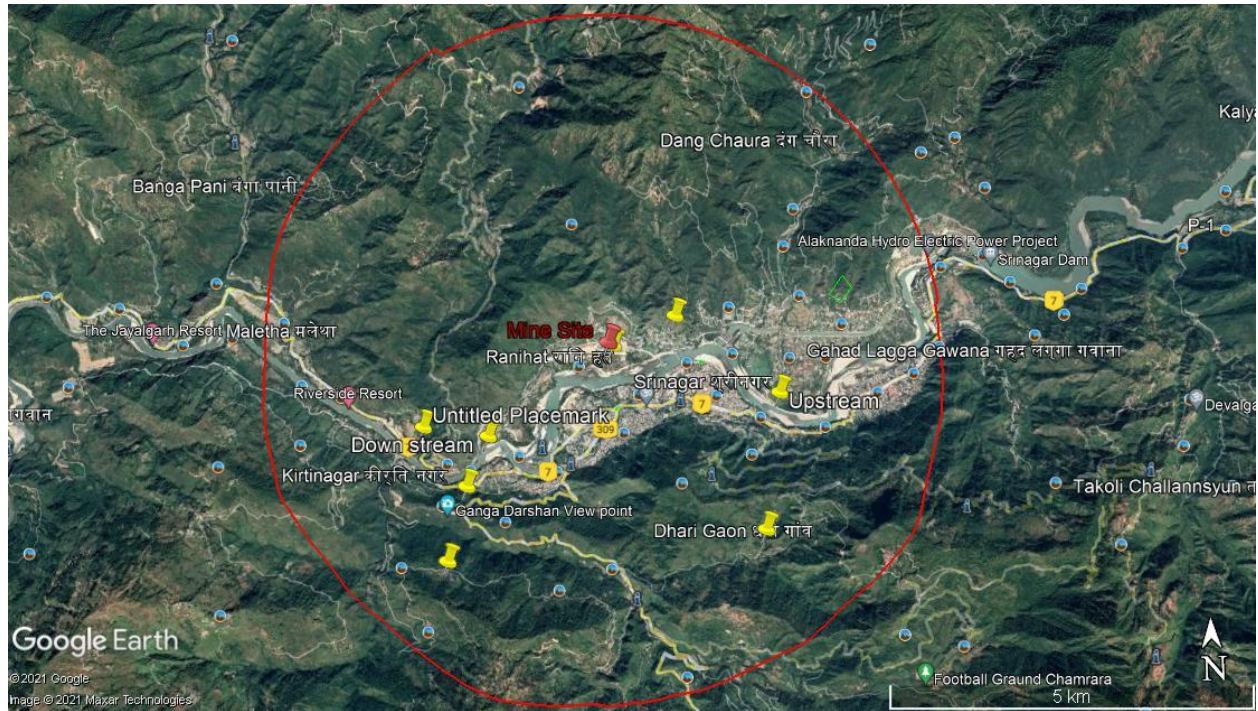 Kalya
Dang Chaura दंग चौरा
Banga Pani बंगा पानी
P-1
Alaknanda Hydro Electric Power Project
Srinagar Dam
7
The Jayalgarh Resort
Maletha मलेथा
Mine Site
Ranihat
Gahad Lagga Gawana गहद लग्गा गवाना
Srinagar श्रीनगर
Riverside Resort
Upstream
7
Devalga
गवान
Untitled Placemark
309
Down stream
7
Kirtinagar कीर्ति नगर
Takoli Challannsyun त
Ganga Darshan View point
Dhari Gaon गांव
Google Earth
N
© 2021 Google
Football Graund Chamrara
5 km
Image © 2021 Maxar Technologies